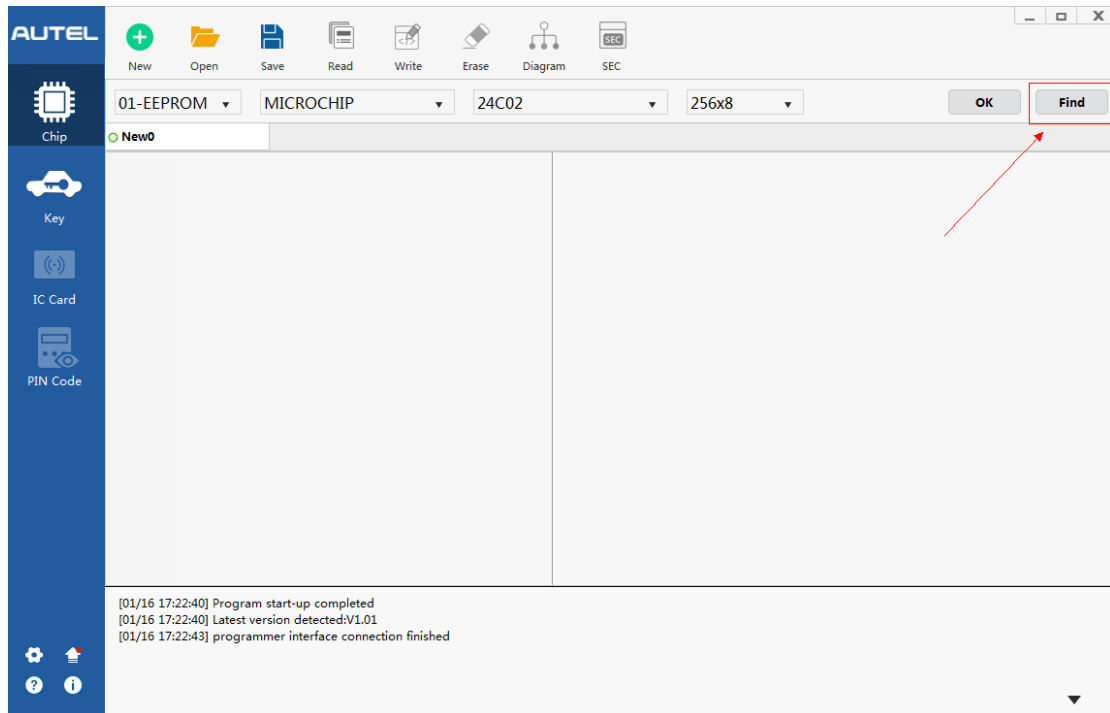 AUTEL
New Open Save Read Write Erase Diagram SEC
SEC
01-EEPROM MICROCHIP 24C02 256x8 OK Find
Chip
New0
Key
IC Card
PIN Code
[01/16 17:22:40] Program start-up completed
[01/16 17:22:40] Latest version detected:V1.01
[01/16 17:22:43] programmer interface connection finished